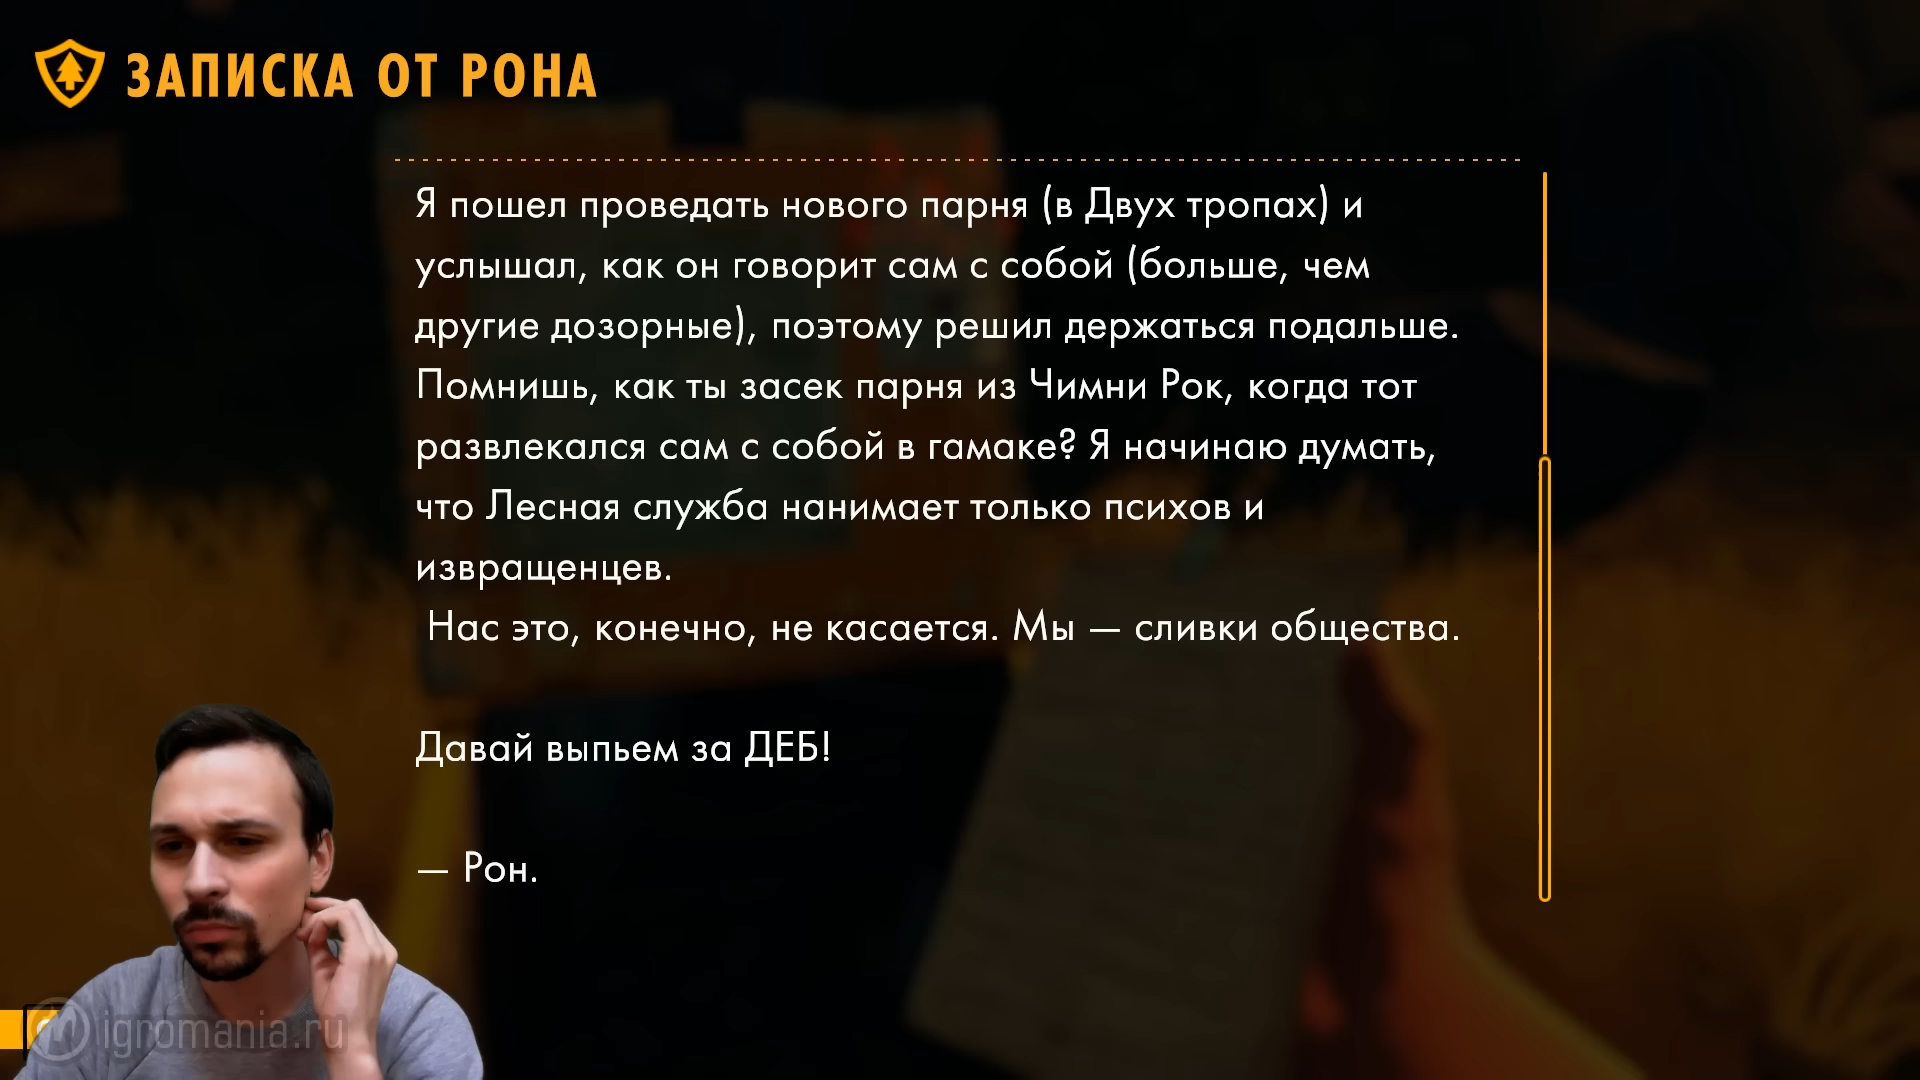 ЗАПИСКА ОТ РОНА
Я пошел проведать нового парня (в Двух тропах) и
услышал, как он говорит сам с собой (больше, чем
другие дозорные), поэтому решил держаться подальше.
Помнишь, как ты засек парня из Чимни Рок, когда тот
развлекался сам с собой в гамаке? Я начинаю думать,
что Лесная служба нанимает только психов и
извращенцев.
Нас это, конечно, не касается. Мы — сливки общества.
Давай выпьем за ДЕБ!
— Рон.
igromania.ru